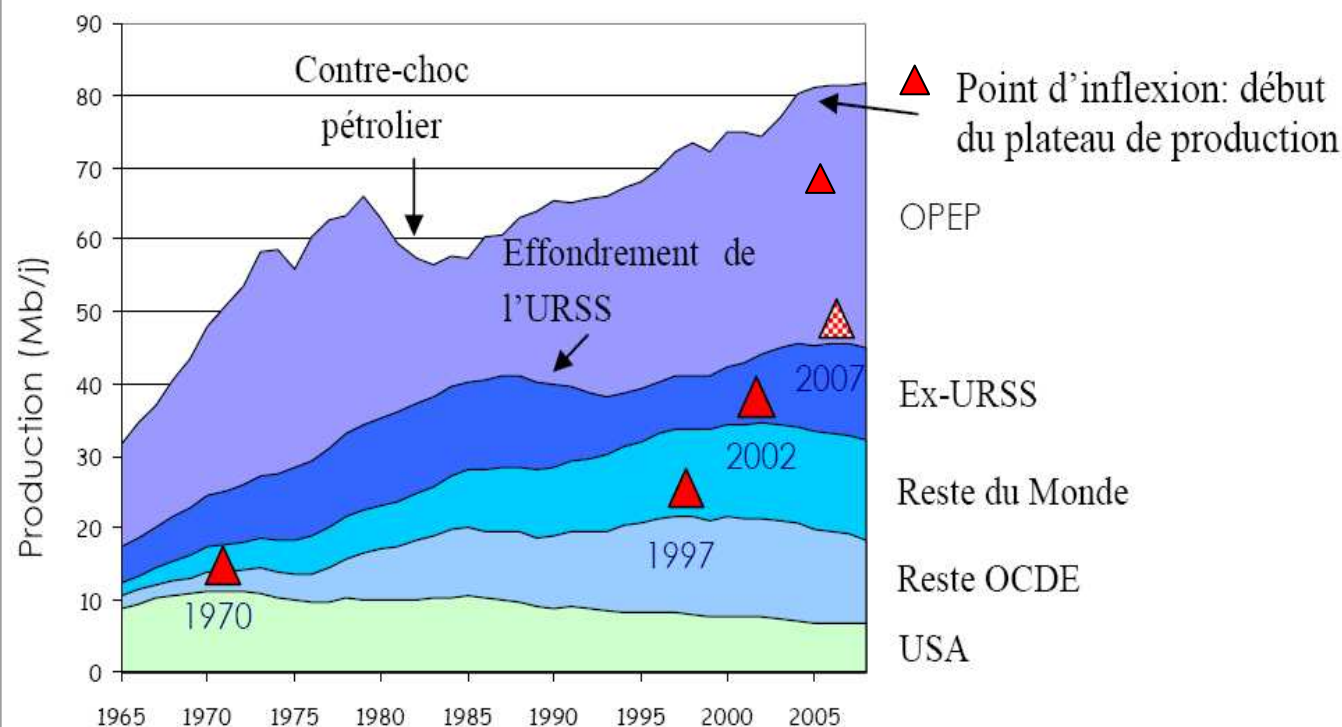 90
80
70
60
50
40
30
20
10
0
Production (Mb/j)
Contre-choc
pétrolier
Effondrement de
l’URSS
1970
1997
2002
2007
1965 1970 1975 1980 1985 1990 1995 2000 2005
Point d’inflexion: début
du plateau de production
OPEP
Ex-URSS
Reste du Monde
Reste OCDE
USA